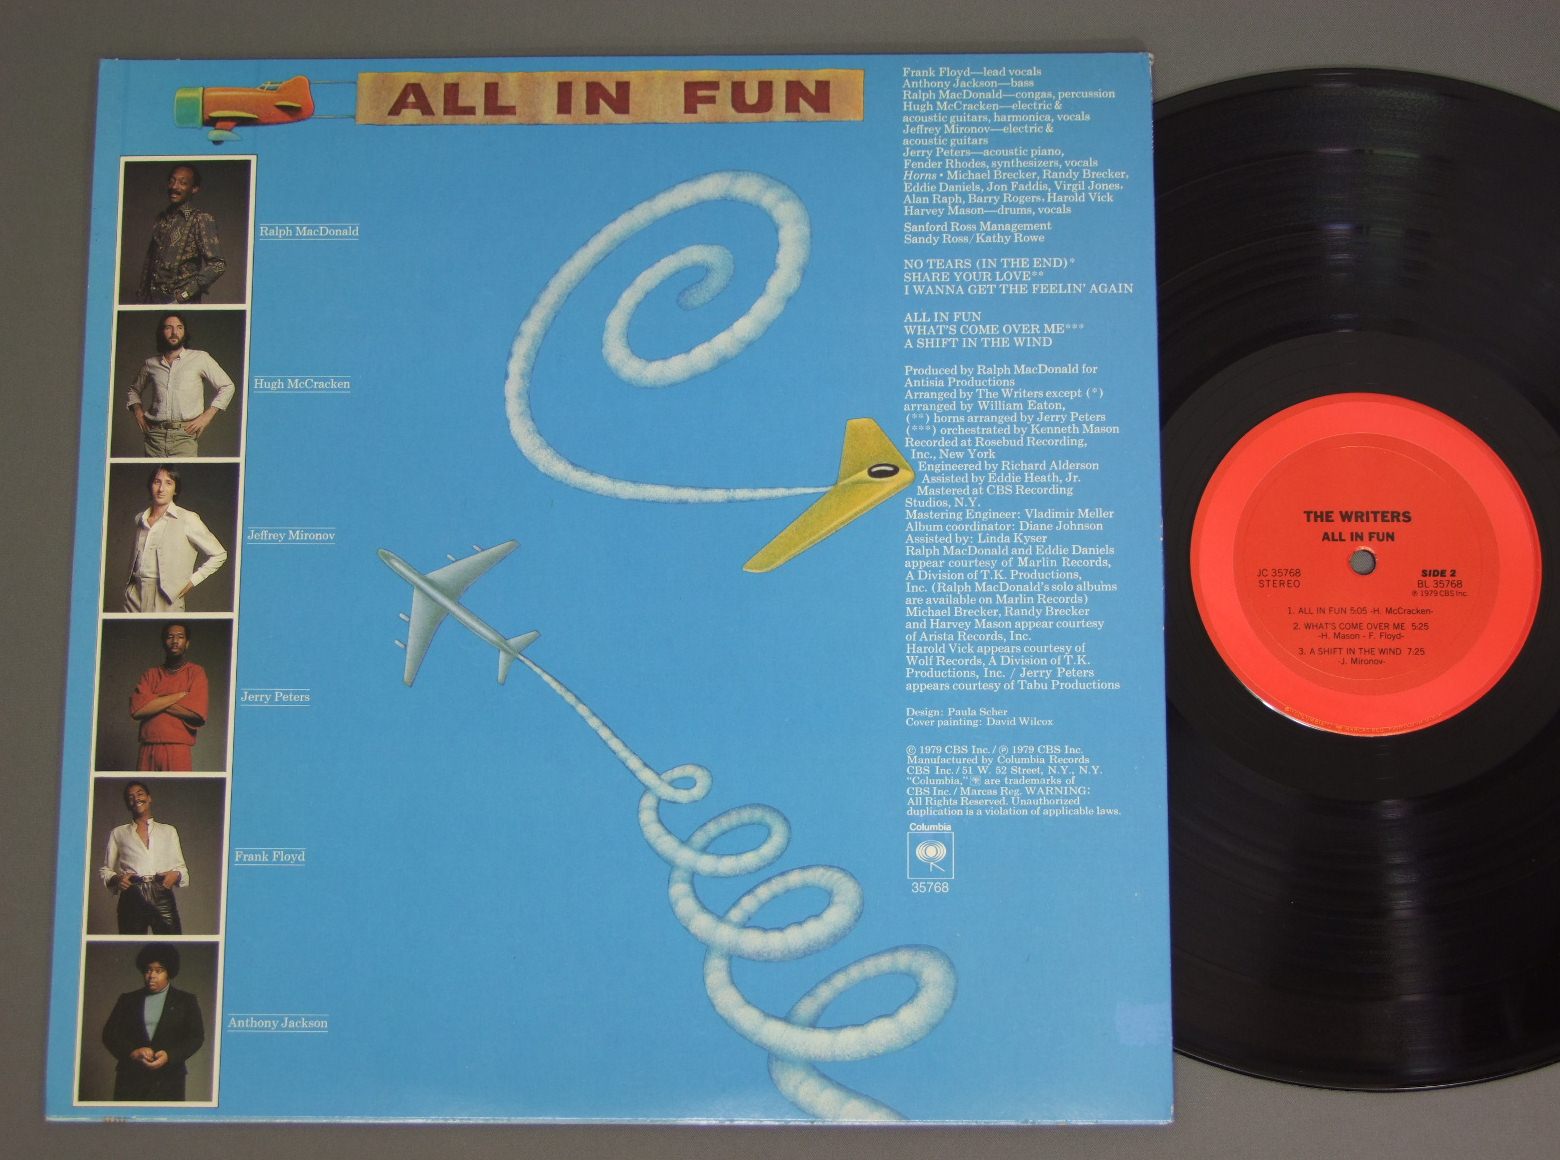 ALL IN FUN
Ralph MacDonald
Hugh McCracken
Jeffrey Mironov
Jerry Peters
Frank Floyd
Anthony Jackson
Frank Floyd—lead vocals
Anthony Jackson—bass
Ralph MacDonald—congas, percussion
Hugh McCracken—electric &
acoustic guitars, harmonica, vocals
Jeffrey Mironov—electric &
acoustic guitars
Jerry Peters—acoustic piano,
Fender Rhodes, synthesizers, vocals
Horns • Michael Brecker, Randy Brecker,
Eddie Daniels, Jon Faddis, Virgil Jones,
Alan Raph, Barry Rogers, Harold Vick
Harvey Mason—drums, vocals
Sanford Ross Management
Sandy Ross/Kathy Rowe
NO TEARS (IN THE END)*
SHARE YOUR LOVE**
I WANNA GET THE FEELIN' AGAIN
ALL IN FUN
WHAT'S COME OVER ME***
A SHIFT IN THE WIND
Produced by Ralph MacDonald for
Antisia Productions
Arranged by The Writers except (*)
arranged by William Eaton,
(**) horns arranged by Jerry Peters
(***) orchestrated by Kenneth Mason
Recorded at Rosebud Recording,
Inc., New York
Engineered by Richard Alderson
Assisted by Eddie Heath, Jr.
Mastered at CBS Recording
Studios, N.Y.
Mastering Engineer: Vladimir Meller
Album coordinator: Diane Johnson
Assisted by: Linda Kyser
Ralph MacDonald and Eddie Daniels
appear courtesy of Marlin Records,
A Division of T.K. Productions,
Inc. (Ralph MacDonald's solo albums
are available on Marlin Records)
Michael Brecker, Randy Brecker
and Harvey Mason appear courtesy
of Arista Records, Inc.
Harold Vick appears courtesy of
Wolf Records, A Division of T.K.
Productions, Inc. / Jerry Peters
appears courtesy of Tabu Productions
Design: Paula Scher
Cover painting: David Wilcox
© 1979 CBS Inc. / ℗ 1979 CBS Inc.
Manufactured by Columbia Records
CBS Inc. / 51 W. 52 Street, N.Y., N.Y.
"Columbia," are trademarks of
CBS Inc. / Marcas Reg. WARNING:
All Rights Reserved. Unauthorized
duplication is a violation of applicable laws.
Columbia
35768
THE WRITERS
ALL IN FUN
JC 35768
STEREO
SIDE 2
BL 35768
℗ 1979 CBS Inc.
1. ALL IN FUN 5:05 -H. McCracken-
2. WHAT'S COME OVER ME 5:25
-H. Mason - F. Floyd-
3. A SHIFT IN THE WIND 7:25
-J. Mironov-